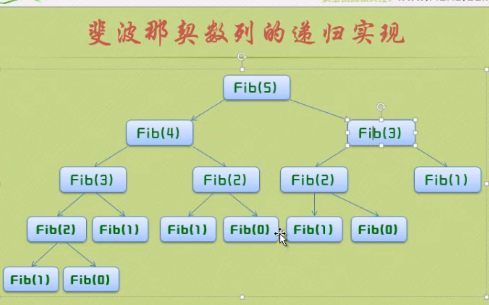 斐波那契数列的递归实现
Fib(5)
Fib(4) Fib(3)
Fib(3) Fib(2) Fib(2) Fib(1)
Fib(2) Fib(1) Fib(1) Fib(0) Fib(1) Fib(0)
Fib(1) Fib(0)